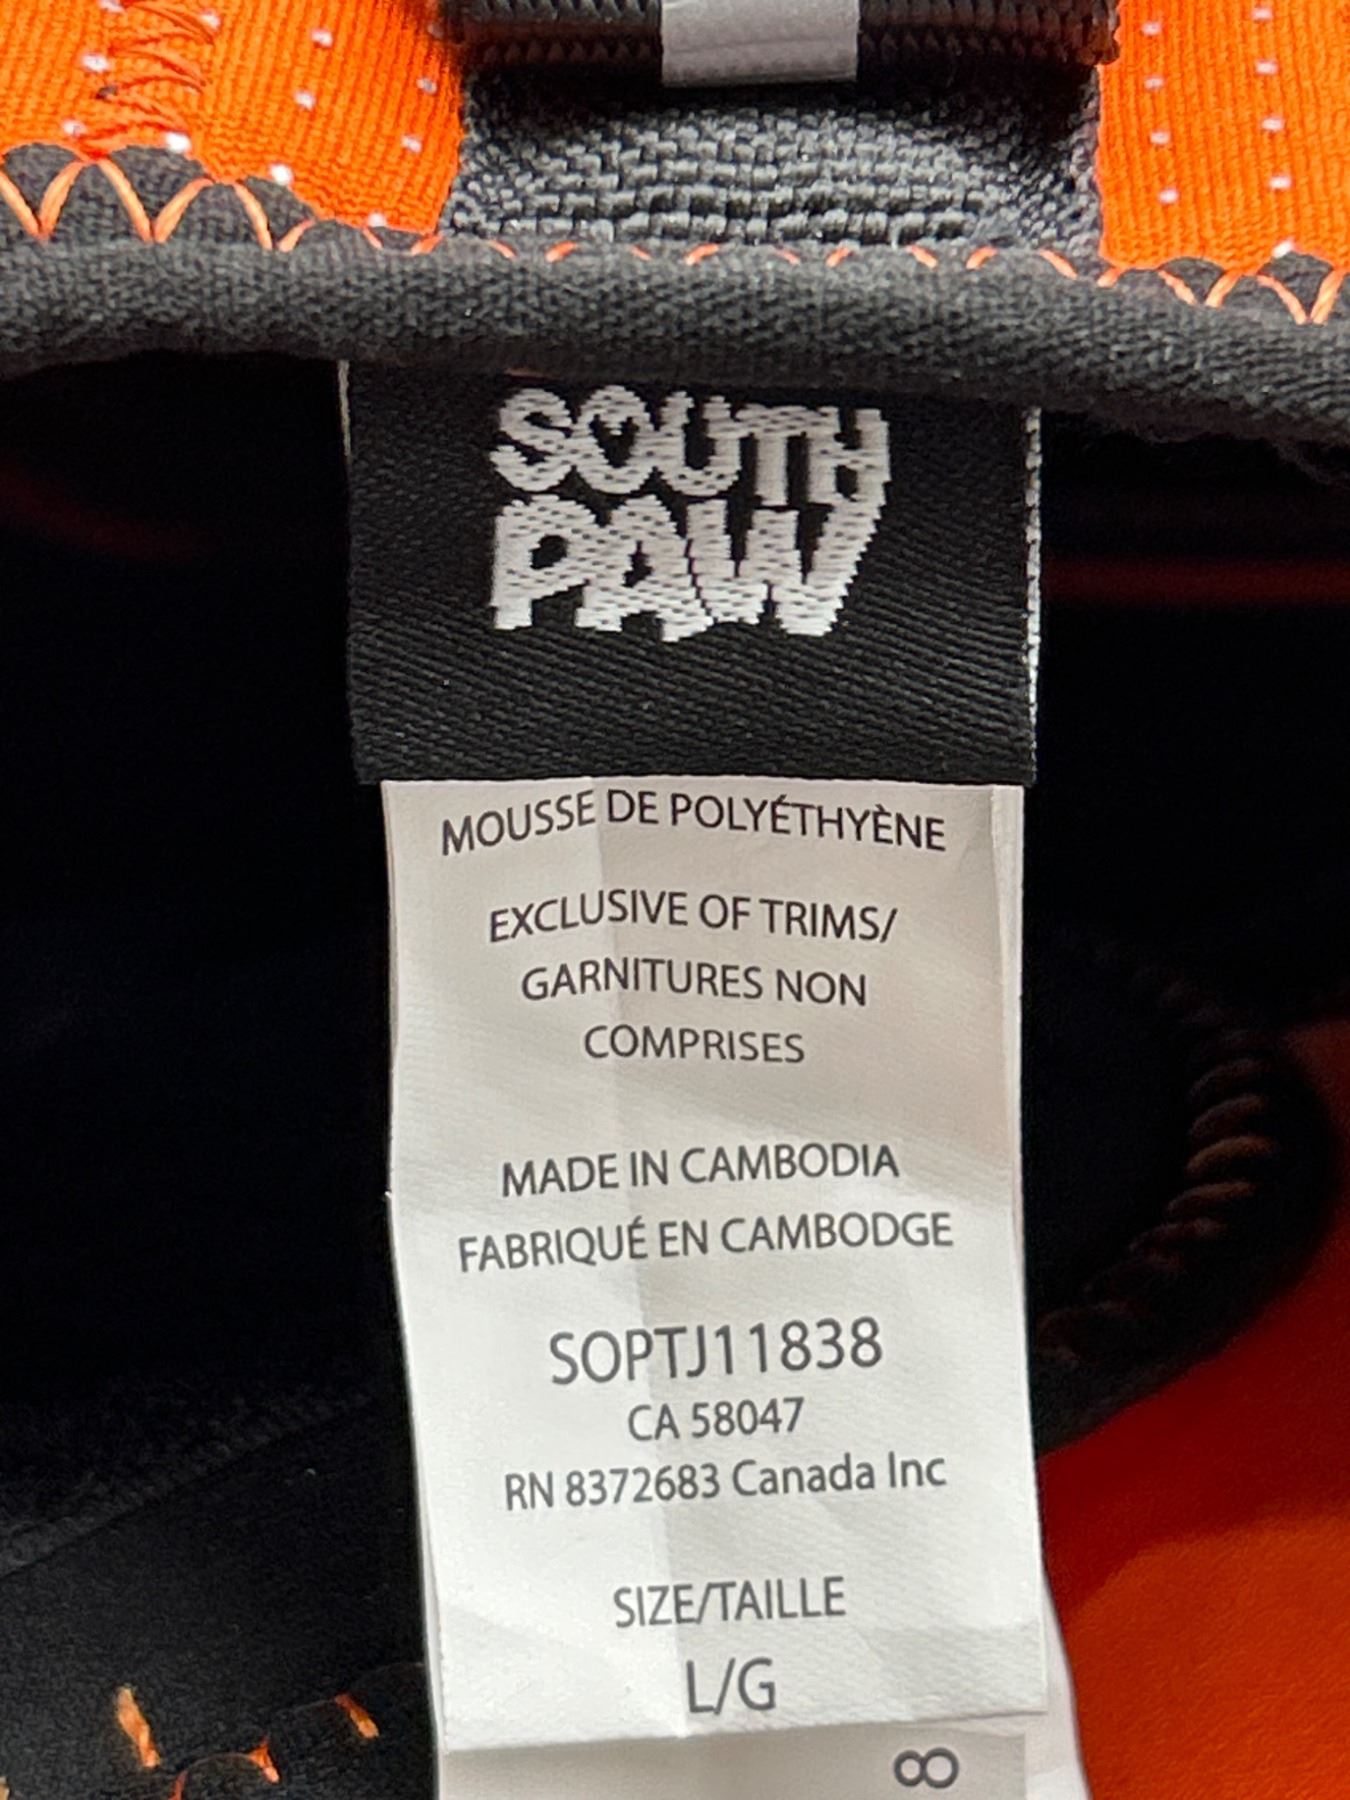 SOUTH
PAW
MOUSSE DE POLYÉTHYÈNE
EXCLUSIVE OF TRIMS/
GARNITURES NON
COMPRISES
MADE IN CAMBODIA
FABRIQUÉ EN CAMBODGE
SOPTJ11838
CA 58047
RN 8372683 Canada Inc
SIZE/TAILLE
L/G
8